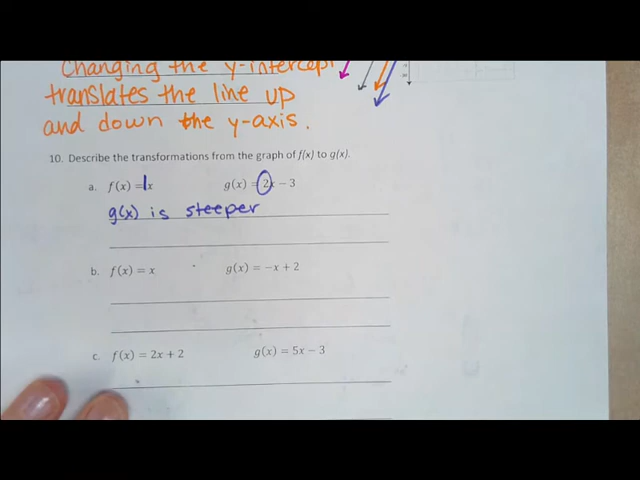 Changing the y-intercept
translates the line up
and down the y-axis.
10. Describe the transformations from the graph of f(x) to g(x).
a. f(x) = 1x g(x) = 2x − 3
g(x) is steeper
b. f(x) = x g(x) = −x + 2
c. f(x) = 2x + 2 g(x) = 5x − 3